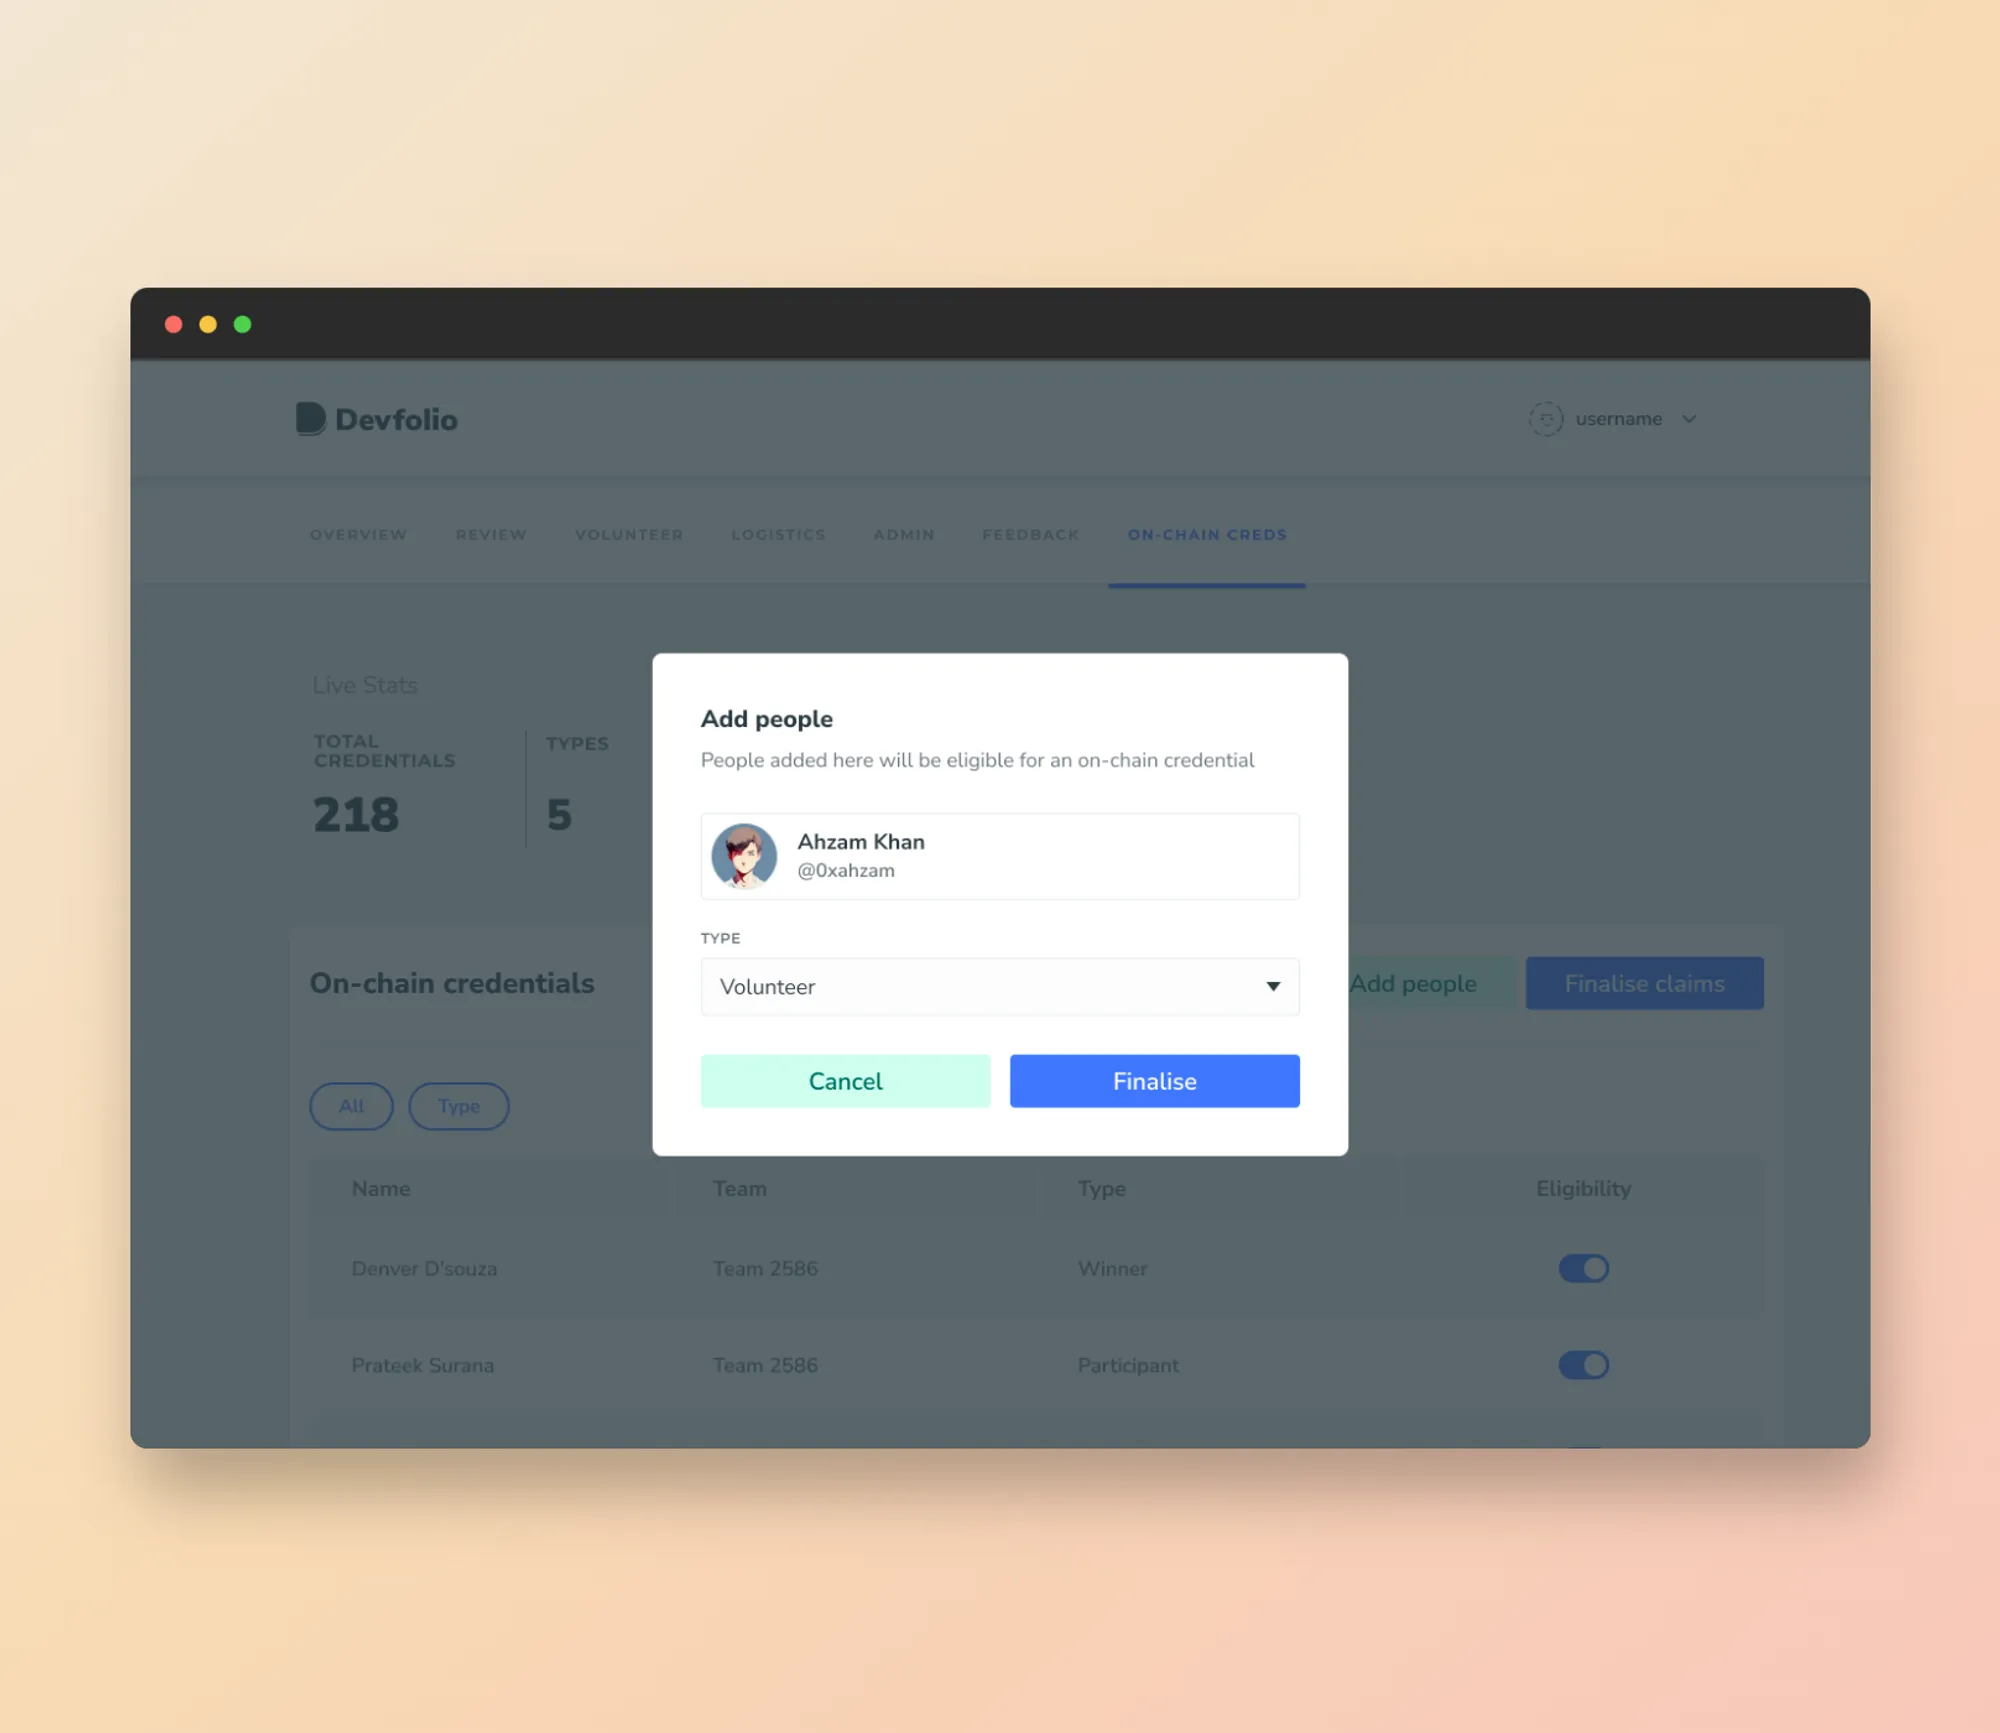 Devfolio
username
OVERVIEW REVIEW VOLUNTEER LOGISTICS ADMIN FEEDBACK ON-CHAIN CREDS
Live Stats
TOTAL
CREDENTIALS
218
TYPES
5
Add people
People added here will be eligible for an on-chain credential
Ahzam Khan
@0xahzam
TYPE
Volunteer
Cancel Finalise
On-chain credentials
Add people Finalise claims
All Type
Name Team Type Eligibility
Denver D'souza Team 2586 Winner
Prateek Surana Team 2586 Participant